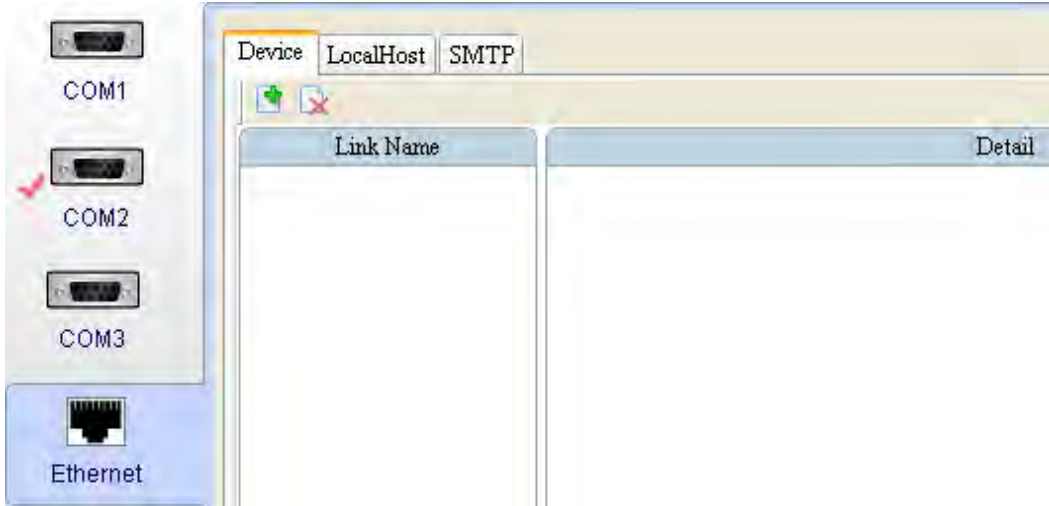 COM1
COM2
COM3
Ethernet
Device LocalHost SMTP
Link Name Detail